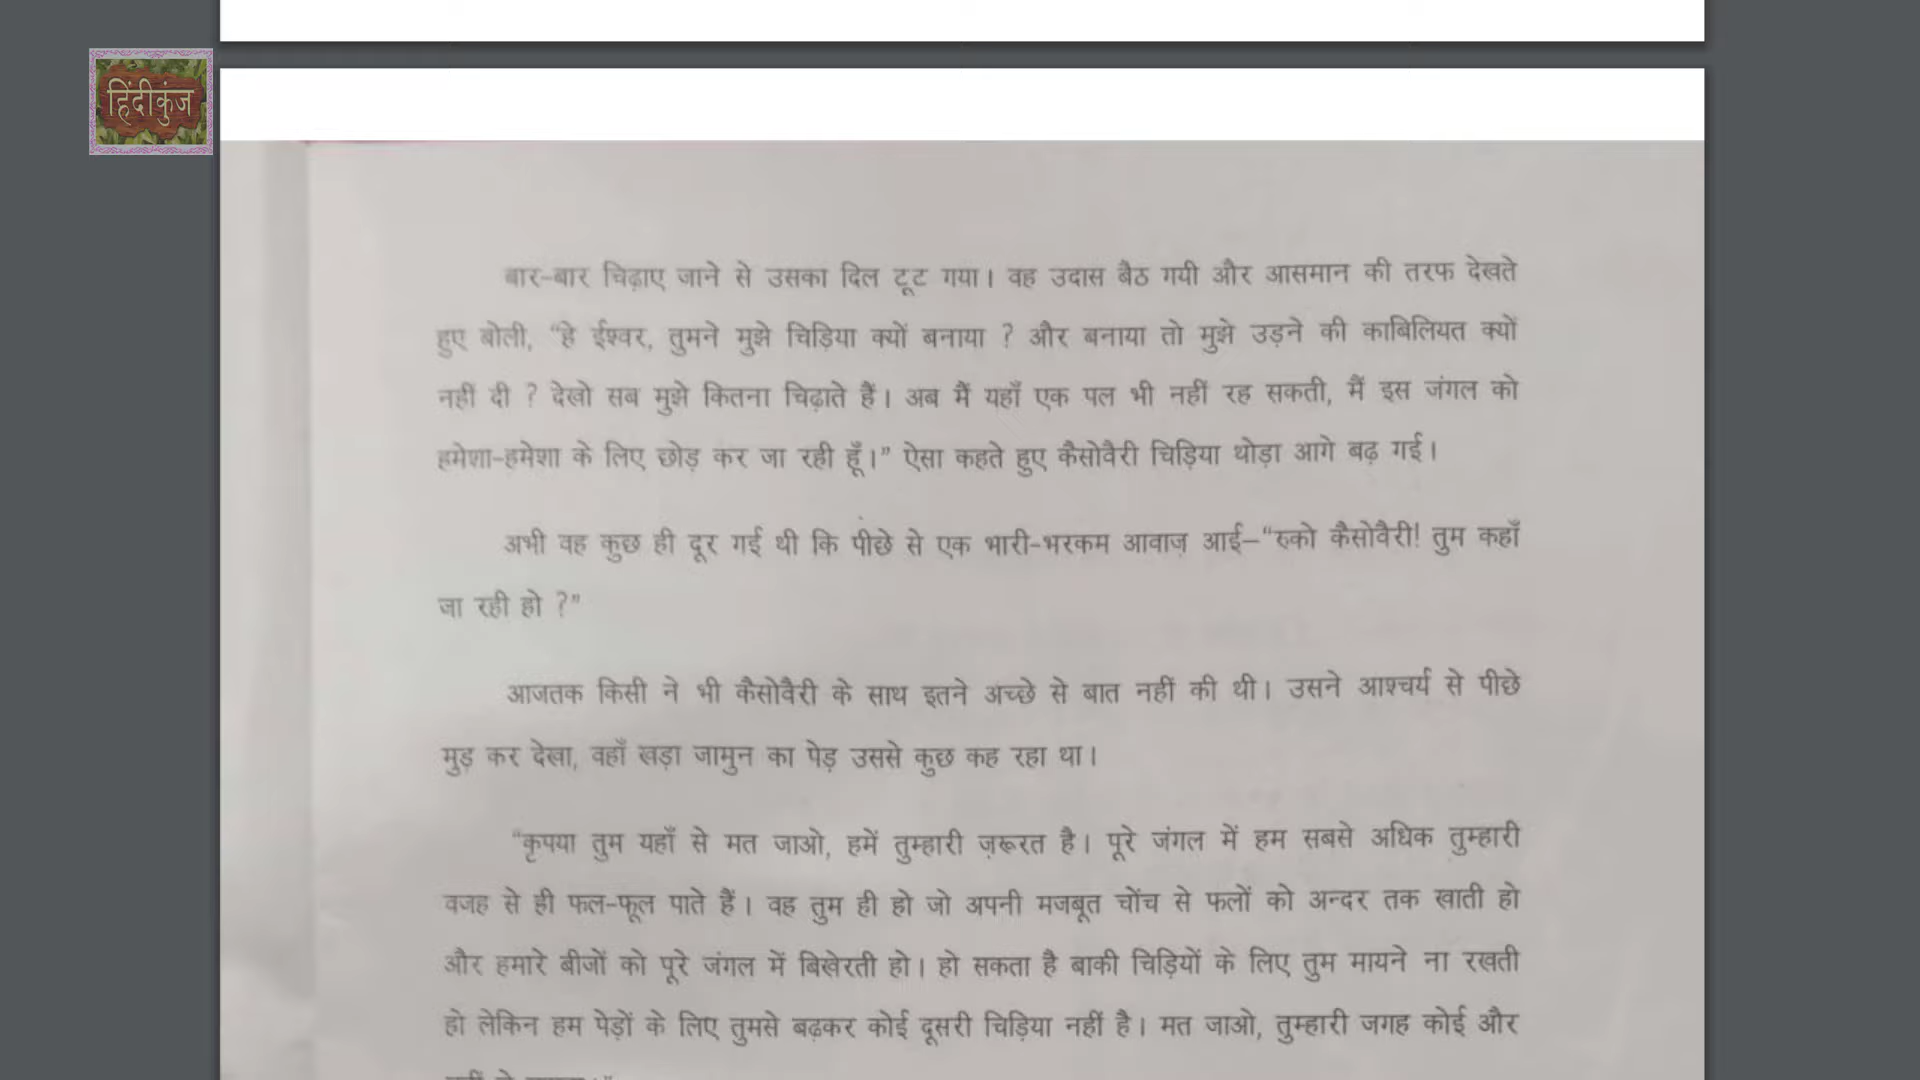 हिंदीकुंज
बार-बार चिढ़ाए जाने से उसका दिल टूट गया। वह उदास बैठ गयी और आसमान की तरफ देखते
हुए बोली, “हे ईश्वर, तुमने मुझे चिड़िया क्यों बनाया ? और बनाया तो मुझे उड़ने की काबिलियत क्यों
नहीं दी ? देखो सब मुझे कितना चिढ़ाते हैं। अब मैं यहाँ एक पल भी नहीं रह सकती, मैं इस जंगल को
हमेशा-हमेशा के लिए छोड़ कर जा रही हूँ।” ऐसा कहते हुए कैसोवैरी चिड़िया थोड़ा आगे बढ़ गई।
अभी वह कुछ ही दूर गई थी कि पीछे से एक भारी-भरकम आवाज़ आई–“रुको कैसोवैरी! तुम कहाँ
जा रही हो ?”
आजतक किसी ने भी कैसोवैरी के साथ इतने अच्छे से बात नहीं की थी। उसने आश्चर्य से पीछे
मुड़ कर देखा, वहाँ खड़ा जामुन का पेड़ उससे कुछ कह रहा था।
“कृपया तुम यहाँ से मत जाओ, हमें तुम्हारी ज़रूरत है। पूरे जंगल में हम सबसे अधिक तुम्हारी
वजह से ही फल-फूल पाते हैं। वह तुम ही हो जो अपनी मजबूत चोंच से फलों को अन्दर तक खाती हो
और हमारे बीजों को पूरे जंगल में बिखेरती हो। हो सकता है बाकी चिड़ियों के लिए तुम मायने ना रखती
हो लेकिन हम पेड़ों के लिए तुमसे बढ़कर कोई दूसरी चिड़िया नहीं है। मत जाओ, तुम्हारी जगह कोई और